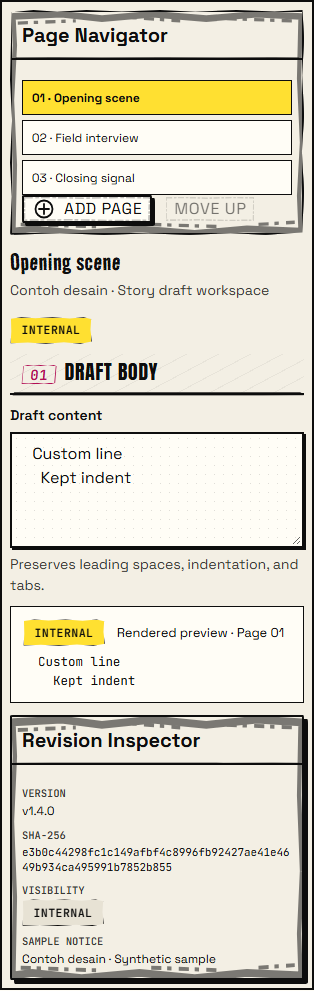 Page Navigator
01 · Opening scene
02 · Field interview
03 · Closing signal
ADD PAGE
MOVE UP
Opening scene
Contoh desain · Story draft workspace
INTERNAL
01 DRAFT BODY
Draft content
Custom line
Kept indent
Preserves leading spaces, indentation, and
tabs.
INTERNAL Rendered preview · Page 01
Custom line
Kept indent
Revision Inspector
VERSION
v1.4.0
SHA-256
e3b0c44298fc1c149afbf4c8996fb92427ae41e46
49b934ca495991b7852b855
VISIBILITY
INTERNAL
SAMPLE NOTICE
Contoh desain · Synthetic sample